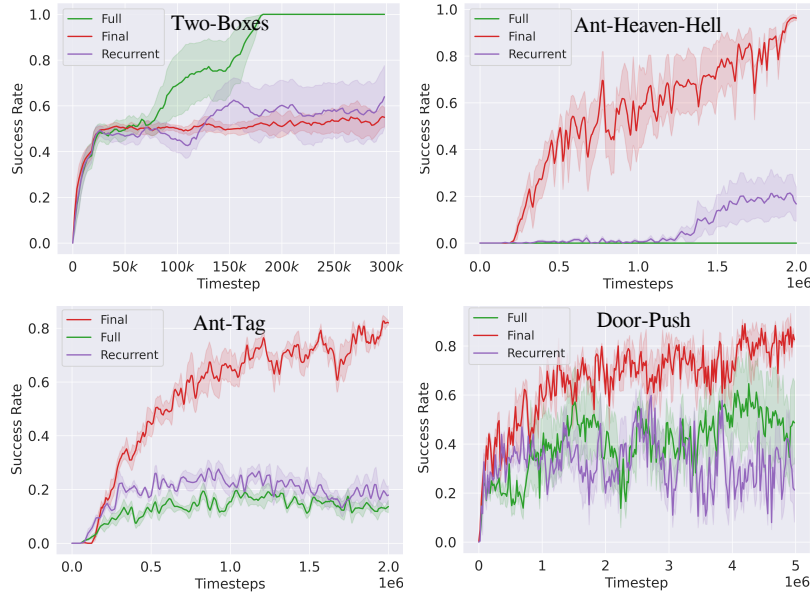 Two-Boxes
Full
Final
Recurrent
Success Rate
1.0
0.8
0.6
0.4
0.2
0.0
0 50k 100k 150k 200k 250k 300k
Timestep
Ant-Heaven-Hell
Full
Final
Recurrent
Success Rate
1.0
0.8
0.6
0.4
0.2
0.0
0.0 0.5 1.0 1.5 2.0
Timesteps
1e6
Ant-Tag
Final
Full
Recurrent
Success Rate
0.8
0.6
0.4
0.2
0.0
0.0 0.5 1.0 1.5 2.0
Timesteps
1e6
Door-Push
Full
Final
Recurrent
Success Rate
0.8
0.6
0.4
0.2
0.0
0 1 2 3 4 5
Timestep
1e6